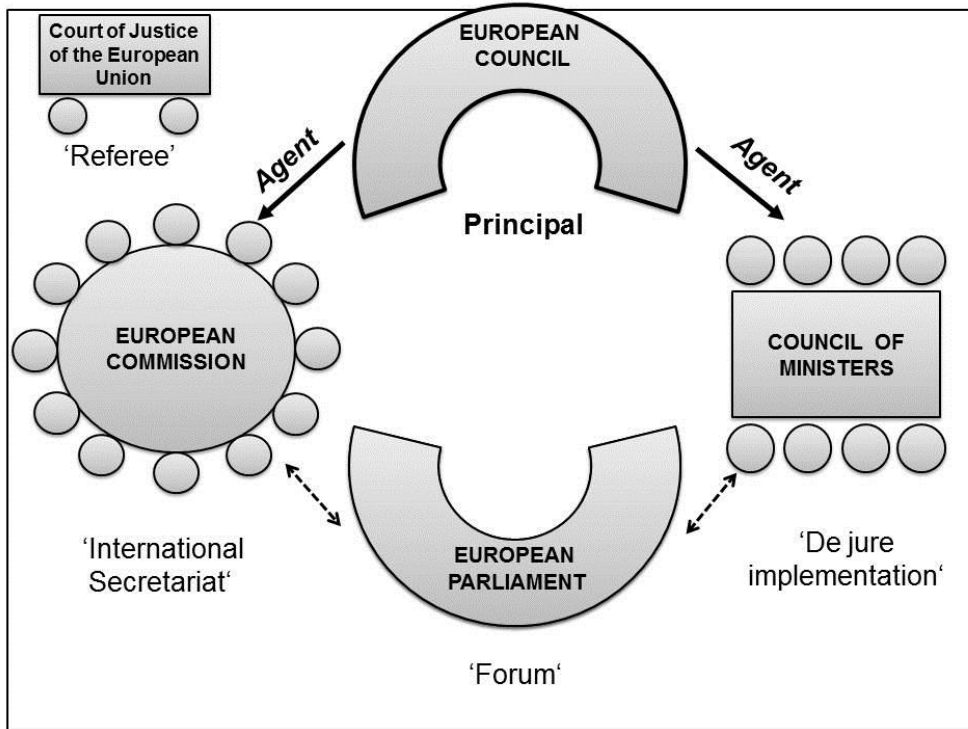 Court of Justice
of the European
Union
'Referee'
EUROPEAN
COUNCIL
Agent
Agent
Principal
EUROPEAN
COMMISSION
COUNCIL OF
MINISTERS
EUROPEAN
PARLIAMENT
‘International
Secretariat‘
‘De jure
implementation‘
‘Forum‘